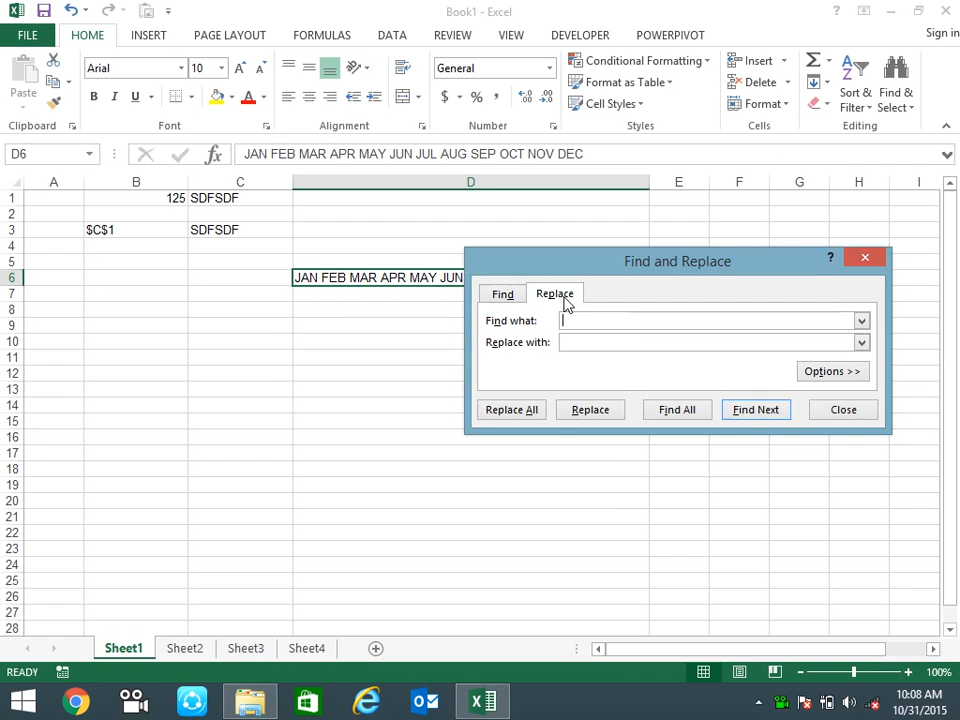 Book1 - Excel
FILE HOME INSERT PAGE LAYOUT FORMULAS DATA REVIEW VIEW DEVELOPER POWERPIVOT Sign in
Paste
Arial 10
General
Conditional Formatting
Format as Table
Cell Styles
Insert
Delete
Format
Sort & Filter
Find & Select
Clipboard Font Alignment Number Styles Cells Editing
D6 JAN FEB MAR APR MAY JUN JUL AUG SEP OCT NOV DEC
A B C D E F G H I
1 125 SDFSDF
2
3 $C$1 SDFSDF
4
5
6 JAN FEB MAR APR MAY JUN
7
8
9
10
11
12
13
14
15
16
17
18
19
20
21
22
23
24
25
26
27
28
Find and Replace
Find Replace
Find what:
Replace with:
Options >>
Replace All Replace Find All Find Next Close
Sheet1 Sheet2 Sheet3 Sheet4
READY 100%
10:08 AM
10/31/2015